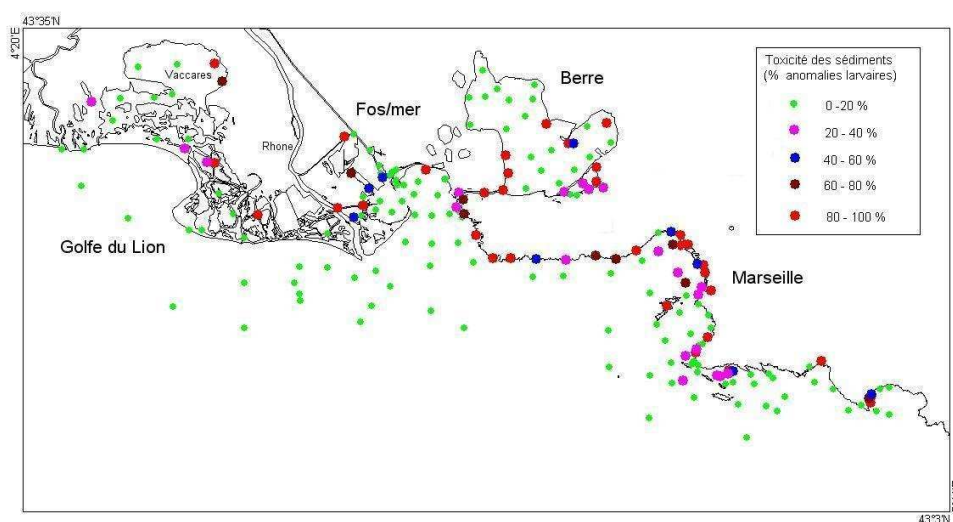 43°35'N
4°20'E
Vaccares
Rhone
Fos/mer
Berre
Golfe du Lion
Marseille
Toxicité des sédiments
(% anomalies larvaires)
0 -20 %
20 - 40 %
40 - 60 %
60 - 80 %
80 - 100 %
43°3'N